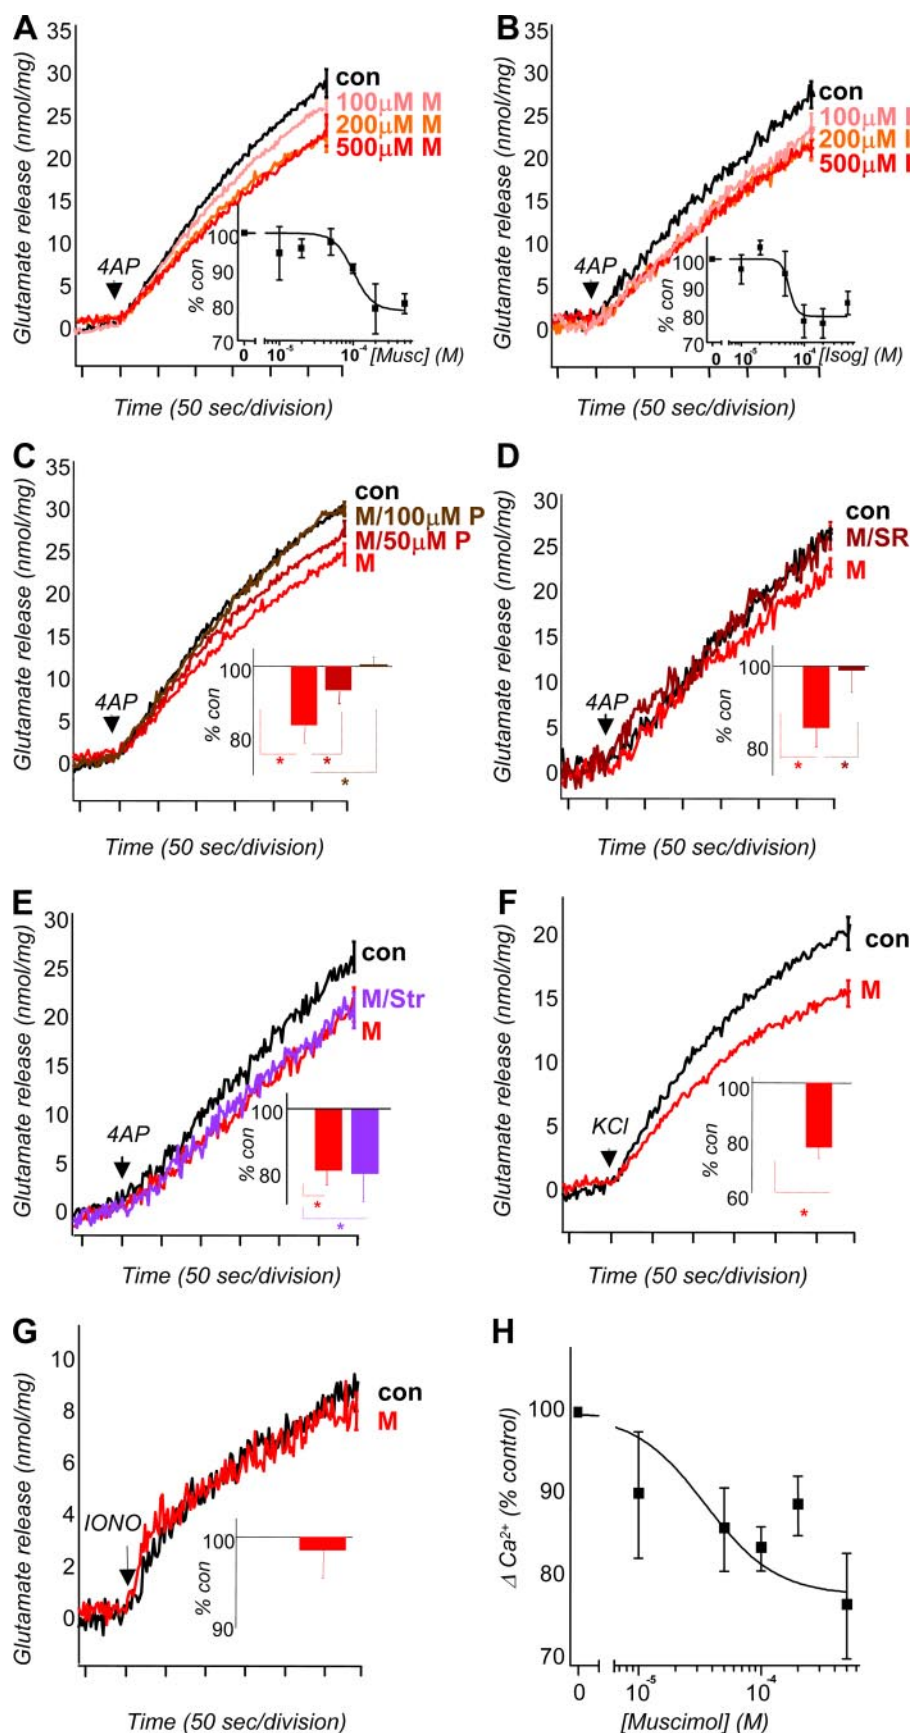 A
Glutamate release (nmol/mg)
35
30
25
20
15
10
5
0
con
100μM M
200μM M
500μM M
4AP
% con
100
90
80
70
0
10⁻⁵
10⁻⁴
[Musc] (M)
Time (50 sec/division)
B
Glutamate release (nmol/mg)
35
30
25
20
15
10
5
0
con
100μM I
200μM I
500μM I
4AP
% con
100
90
80
70
0
10⁻⁵
10⁻⁴
[Isog] (M)
Time (50 sec/division)
C
Glutamate release (nmol/mg)
35
30
25
20
15
10
5
0
con
M/100μM P
M/50μM P
M
4AP
% con
100
80
*
*
*
Time (50 sec/division)
D
Glutamate release (nmol/mg)
30
25
20
15
10
5
0
con
M/SR
M
4AP
% con
100
80
*
*
Time (50 sec/division)
E
Glutamate release (nmol/mg)
30
25
20
15
10
5
0
con
M/Str
M
4AP
% con
100
80
*
*
Time (50 sec/division)
F
Glutamate release (nmol/mg)
20
15
10
5
0
con
M
KCl
% con
100
80
60
*
Time (50 sec/division)
G
Glutamate release (nmol/mg)
10
8
6
4
2
0
con
M
IONO
% con
100
90
Time (50 sec/division)
H
Δ Ca²⁺ (% control)
100
90
80
70
0
10⁻⁵
10⁻⁴
[Muscimol] (M)